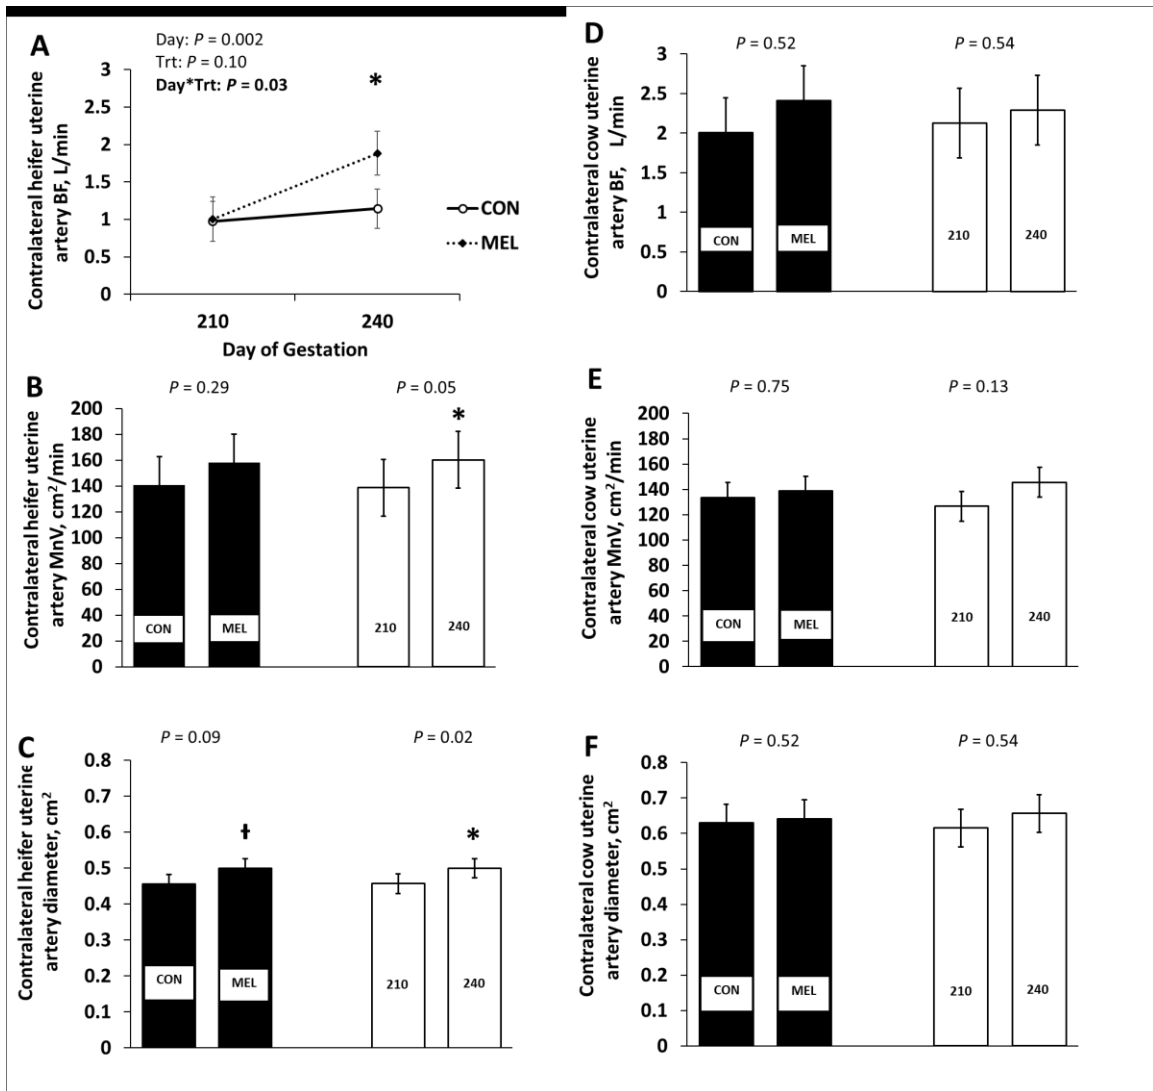 A
Day: P = 0.002
Trt: P = 0.10
Day*Trt: P = 0.03
*
Contralateral heifer uterine
artery BF, L/min
3
2.5
2
1.5
1
0.5
0
CON
MEL
210
240
Day of Gestation
B
P = 0.29
P = 0.05
*
Contralateral heifer uterine
artery MnV, cm²/min
200
180
160
140
120
100
80
60
40
20
0
CON
MEL
210
240
C
P = 0.09
P = 0.02
Contralateral heifer uterine
artery diameter, cm²
0.8
0.7
0.6
0.5
0.4
0.3
0.2
0.1
0
ƚ
*
CON
MEL
210
240
D
P = 0.52
P = 0.54
Contralateral cow uterine
artery BF, L/min
3
2.5
2
1.5
1
0.5
0
CON
MEL
210
240
E
P = 0.75
P = 0.13
Contralateral cow uterine
artery MnV, cm²/min
200
180
160
140
120
100
80
60
40
20
0
CON
MEL
210
240
F
P = 0.52
P = 0.54
Contralateral cow uterine
artery diameter, cm²
0.8
0.7
0.6
0.5
0.4
0.3
0.2
0.1
0
CON
MEL
210
240